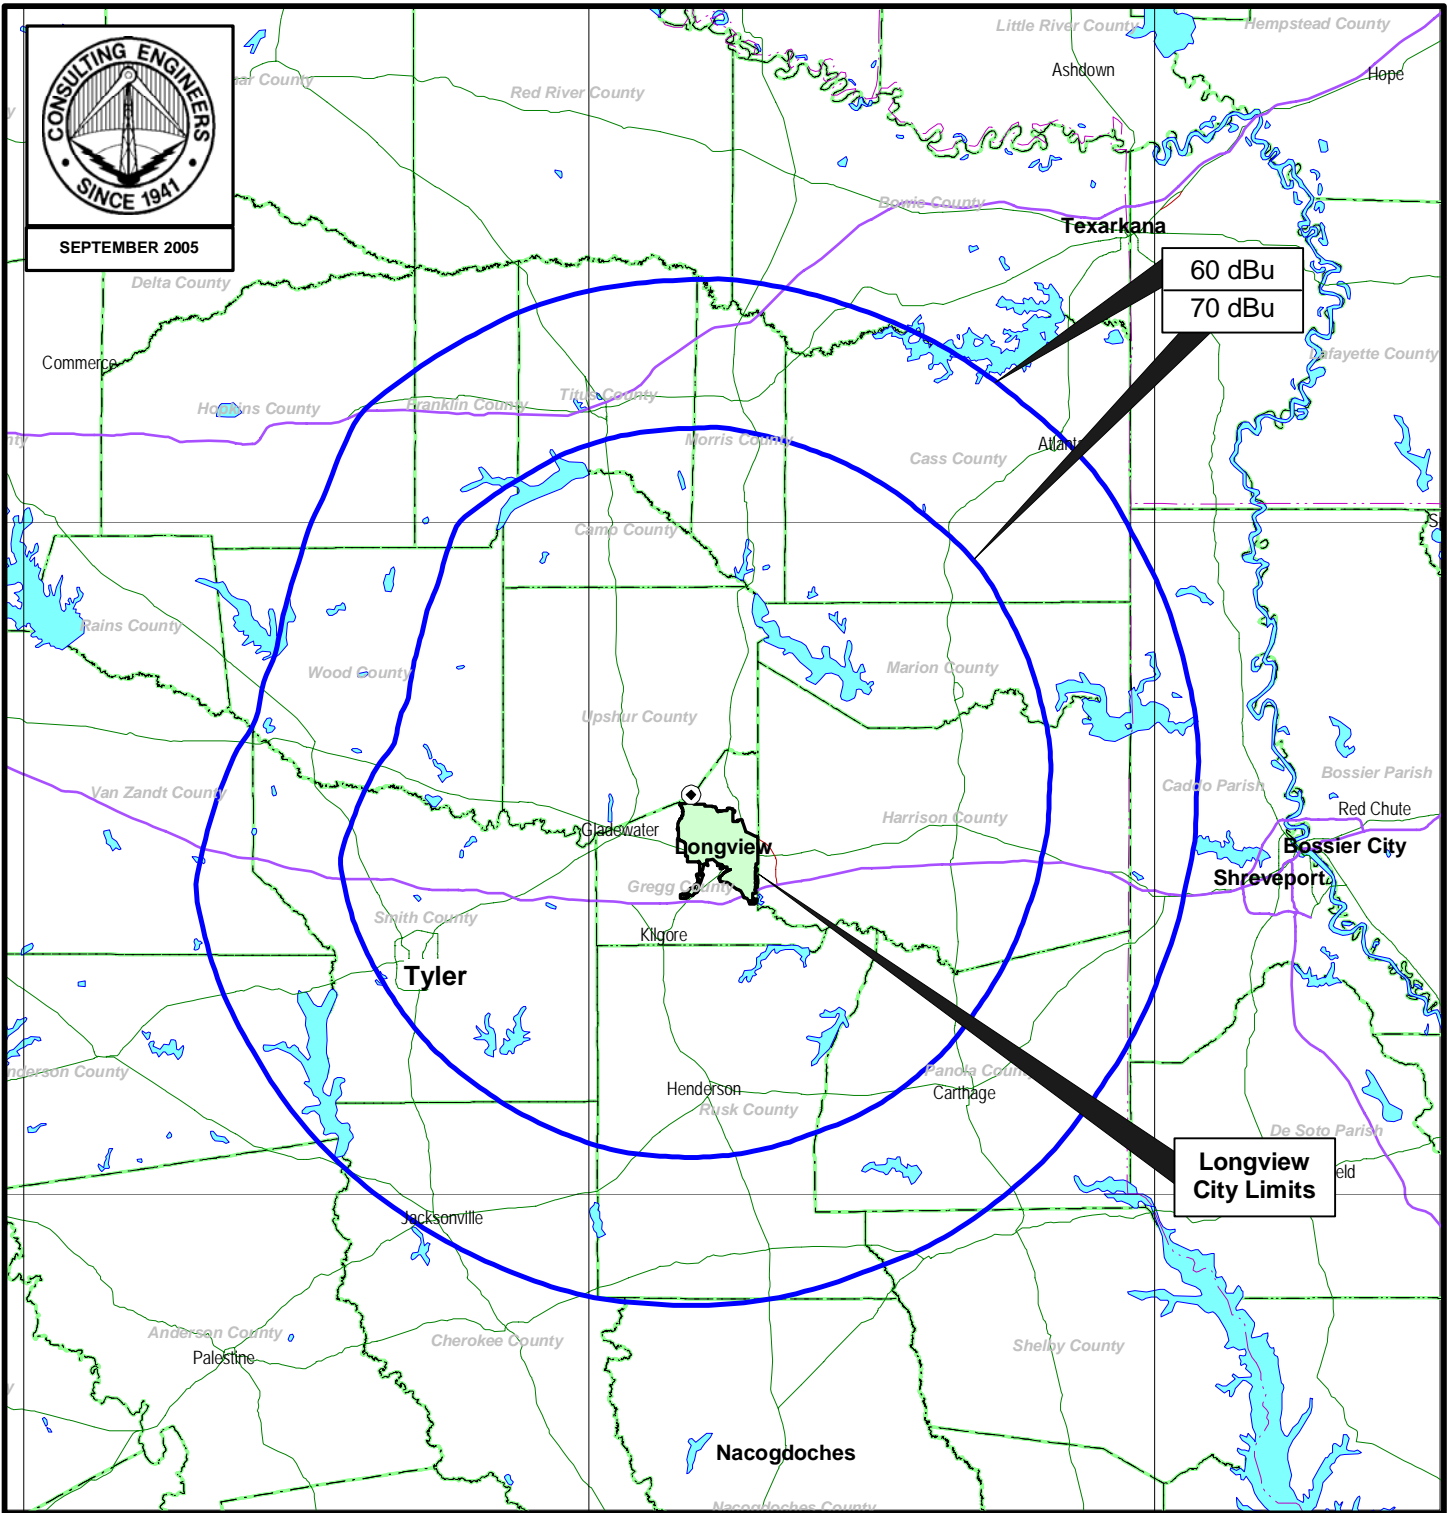 CONSULTING ENGINEERS
• SINCE 1941 •
SEPTEMBER 2005
Little River County
Hempstead County
Ashdown
Hope
Red River County
Bowie County
Texarkana
60 dBu
70 dBu
Delta County
Lafayette County
Commerce
Hopkins County
Franklin County
Titus County
Morris County
Atlanta
Cass County
Camp County
Rains County
Wood County
Marion County
Upshur County
Van Zandt County
Caddo Parish
Bossier Parish
Red Chute
Gladewater
Harrison County
Longview
Bossier City
Shreveport
Gregg County
Smith County
Kilgore
Tyler
nderson County
Henderson
Rusk County
Panola County
Carthage
De Soto Parish
Longview
City Limits
eld
Jacksonville
Anderson County
Palestine
Cherokee County
Shelby County
Nacogdoches
Nacogdoches County